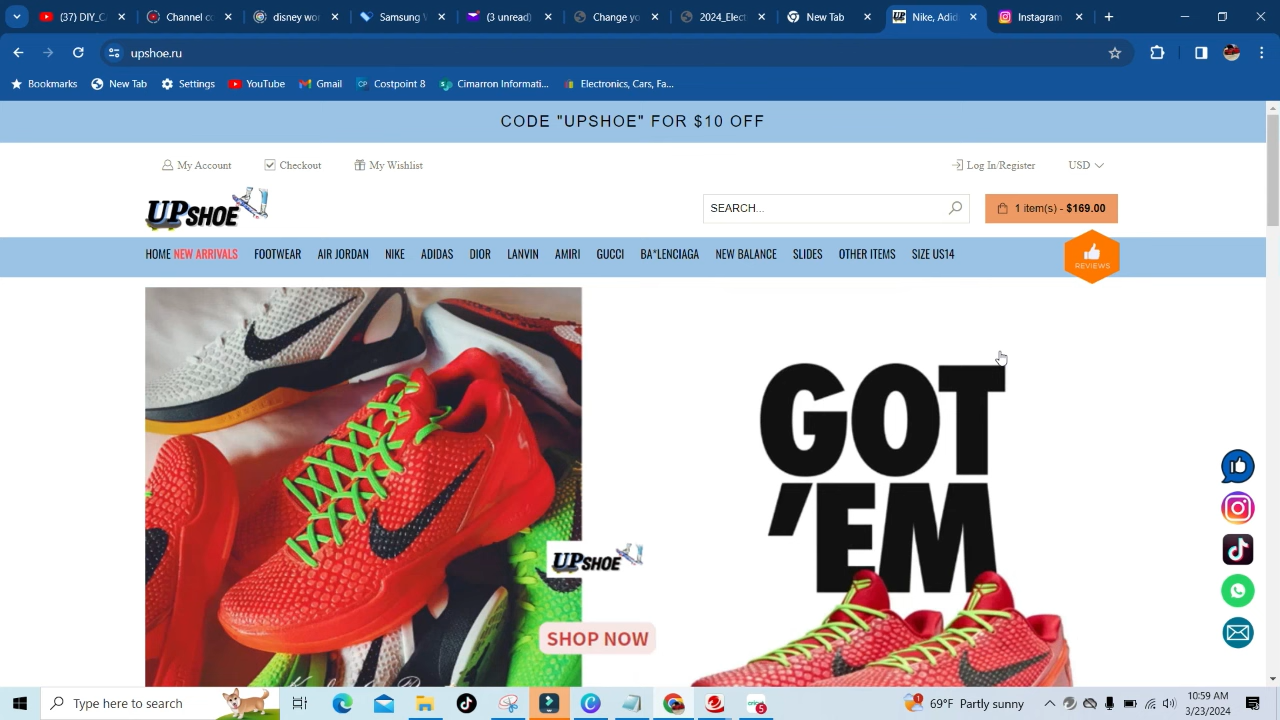 37) DIY_C
Channel c
disney wor
Samsung
(3 unread)
Change yo
2024_Elect
New Tab
Nike, Adid
Instagram
upshoe.ru
Bookmarks
New Tab
Settings
YouTube
Gmail
Costpoint 8
Cimarron Informati...
Electronics, Cars, Fa...
CODE "UPSHOE" FOR $10 OFF
My Account
Checkout
My Wishlist
Log In/Register
USD
UPSHOE
SEARCH...
1 item(s) - $169.00
HOME NEW ARRIVALS FOOTWEAR AIR JORDAN NIKE ADIDAS DIOR LANVIN AMIRI GUCCI BA*LENCIAGA NEW BALANCE SLIDES OTHER ITEMS SIZE US14
REVIEWS
GOT
'EM
UPSHOE
SHOP NOW
Type here to search
69°F Partly sunny
10:59 AM
3/23/2024